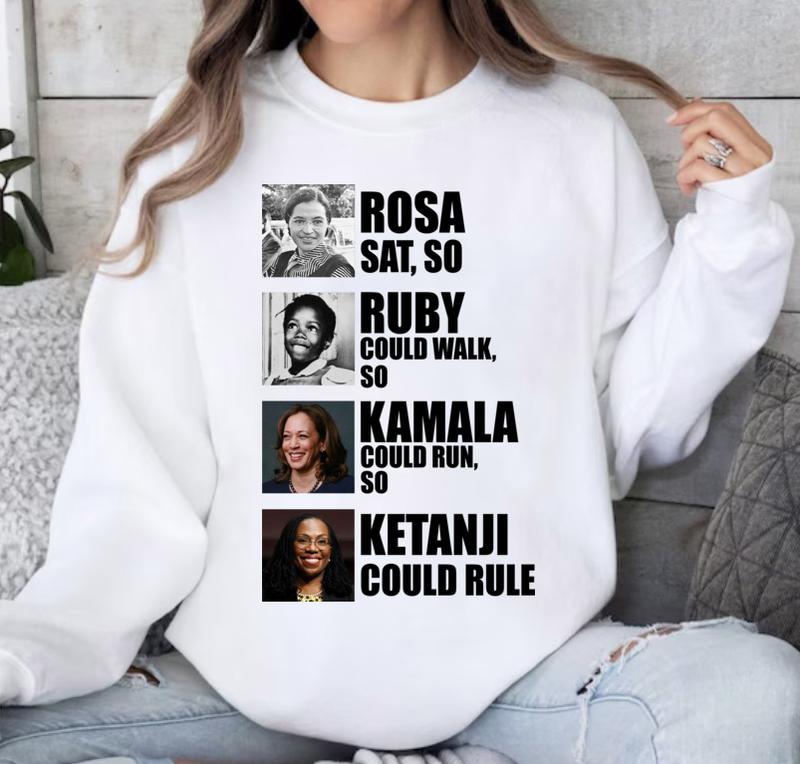 ROSA
SAT, SO
RUBY
COULD WALK,
SO
KAMALA
COULD RUN,
SO
KETANJI
COULD RULE